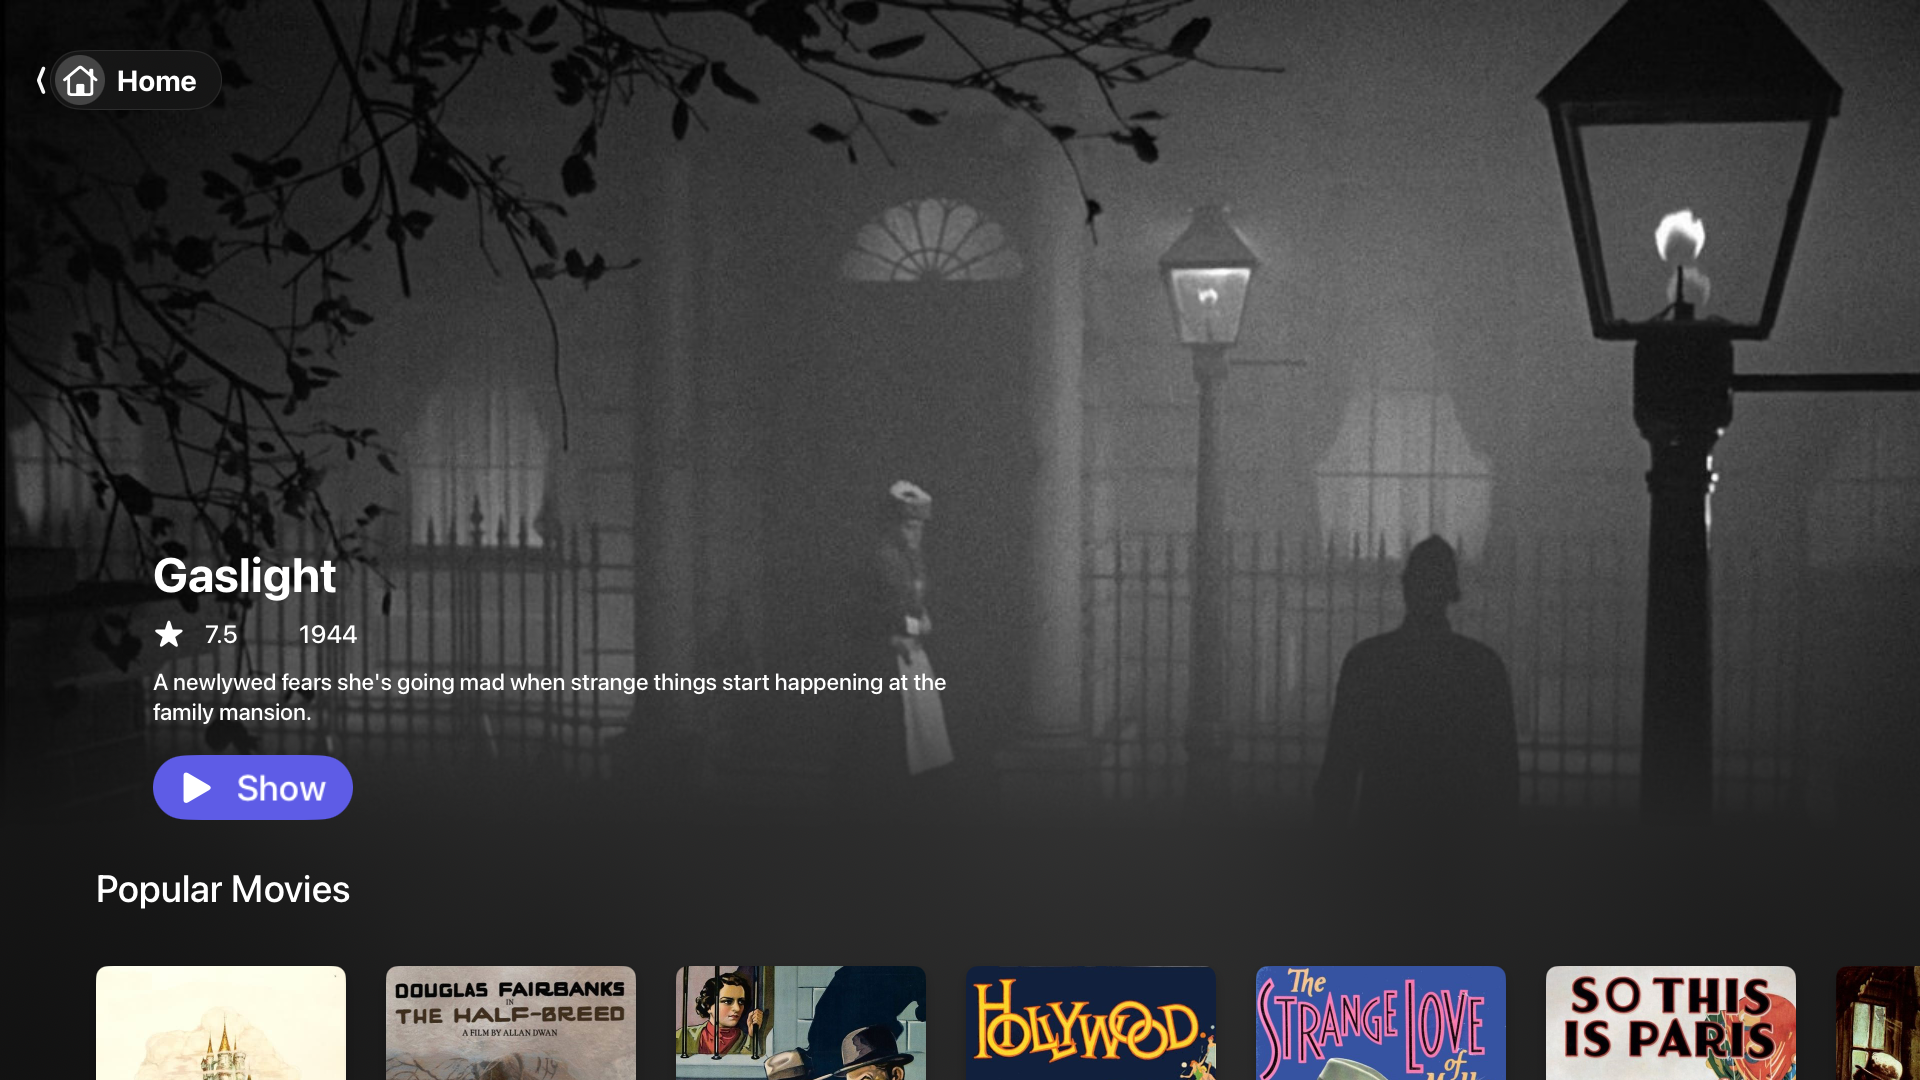 Home
Gaslight
7.5 1944
A newlywed fears she's going mad when strange things start happening at the
family mansion.
Show
Popular Movies
DOUGLAS FAIRBANKS
IN
THE HALF-BREED
A FILM BY ALLAN DWAN
HOLLYWOOD
The
STRANGE LOVE
of
SO THIS
IS PARIS